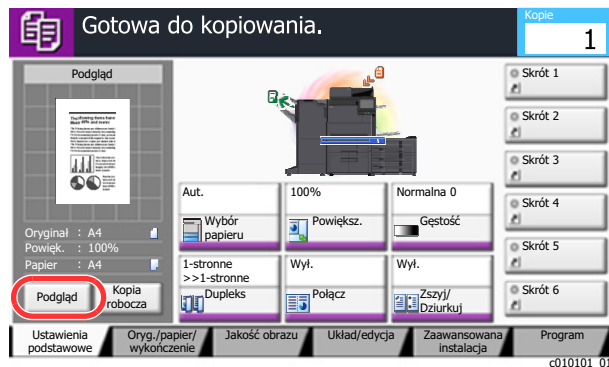 Gotowa do kopiowania.
Kopie
1
Podgląd
Oryginał : A4
Powięk. : 100%
Papier : A4
Podgląd
Kopia
robocza
Aut.
Wybór
papieru
100%
Powiększ.
Normalna 0
Gęstość
1-stronne
>>1-stronne
Dupleks
Wył.
Połącz
Wył.
Zszyj/
Dziurkuj
Skrót 1
Skrót 2
Skrót 3
Skrót 4
Skrót 5
Skrót 6
Ustawienia
podstawowe
Oryg./papier/
wykończenie
Jakość obrazu
Układ/edycja
Zaawansowana
instalacja
Program
c010101_01